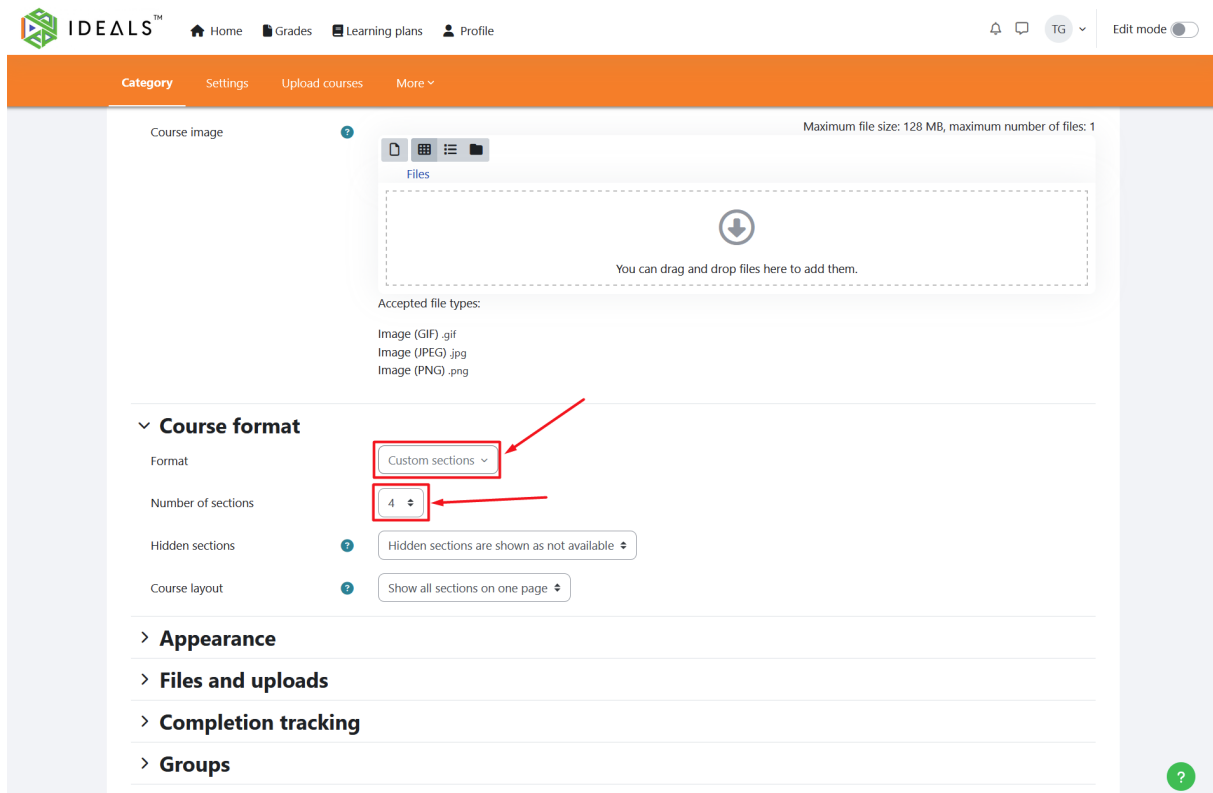 IDEALS™ Home Grades Learning plans Profile TG Edit mode
Category Settings Upload courses More
Course image ? Maximum file size: 128 MB, maximum number of files: 1
Files
You can drag and drop files here to add them.
Accepted file types:
Image (GIF) .gif
Image (JPEG) .jpg
Image (PNG) .png
Course format
Format Custom sections
Number of sections 4
Hidden sections ? Hidden sections are shown as not available
Course layout ? Show all sections on one page
Appearance
Files and uploads
Completion tracking
Groups
?